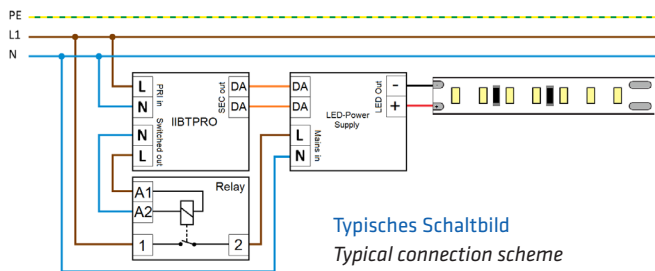 PE
L1
N
L
N
PRI in
SEC out
DA
DA
IIBTPRO
N
L
Switched out
DA
DA
LED-Power
Supply
LED Out
-
+
L
N
Mains in
Relay
A1
A2
1
2
Typisches Schaltbild
Typical connection scheme